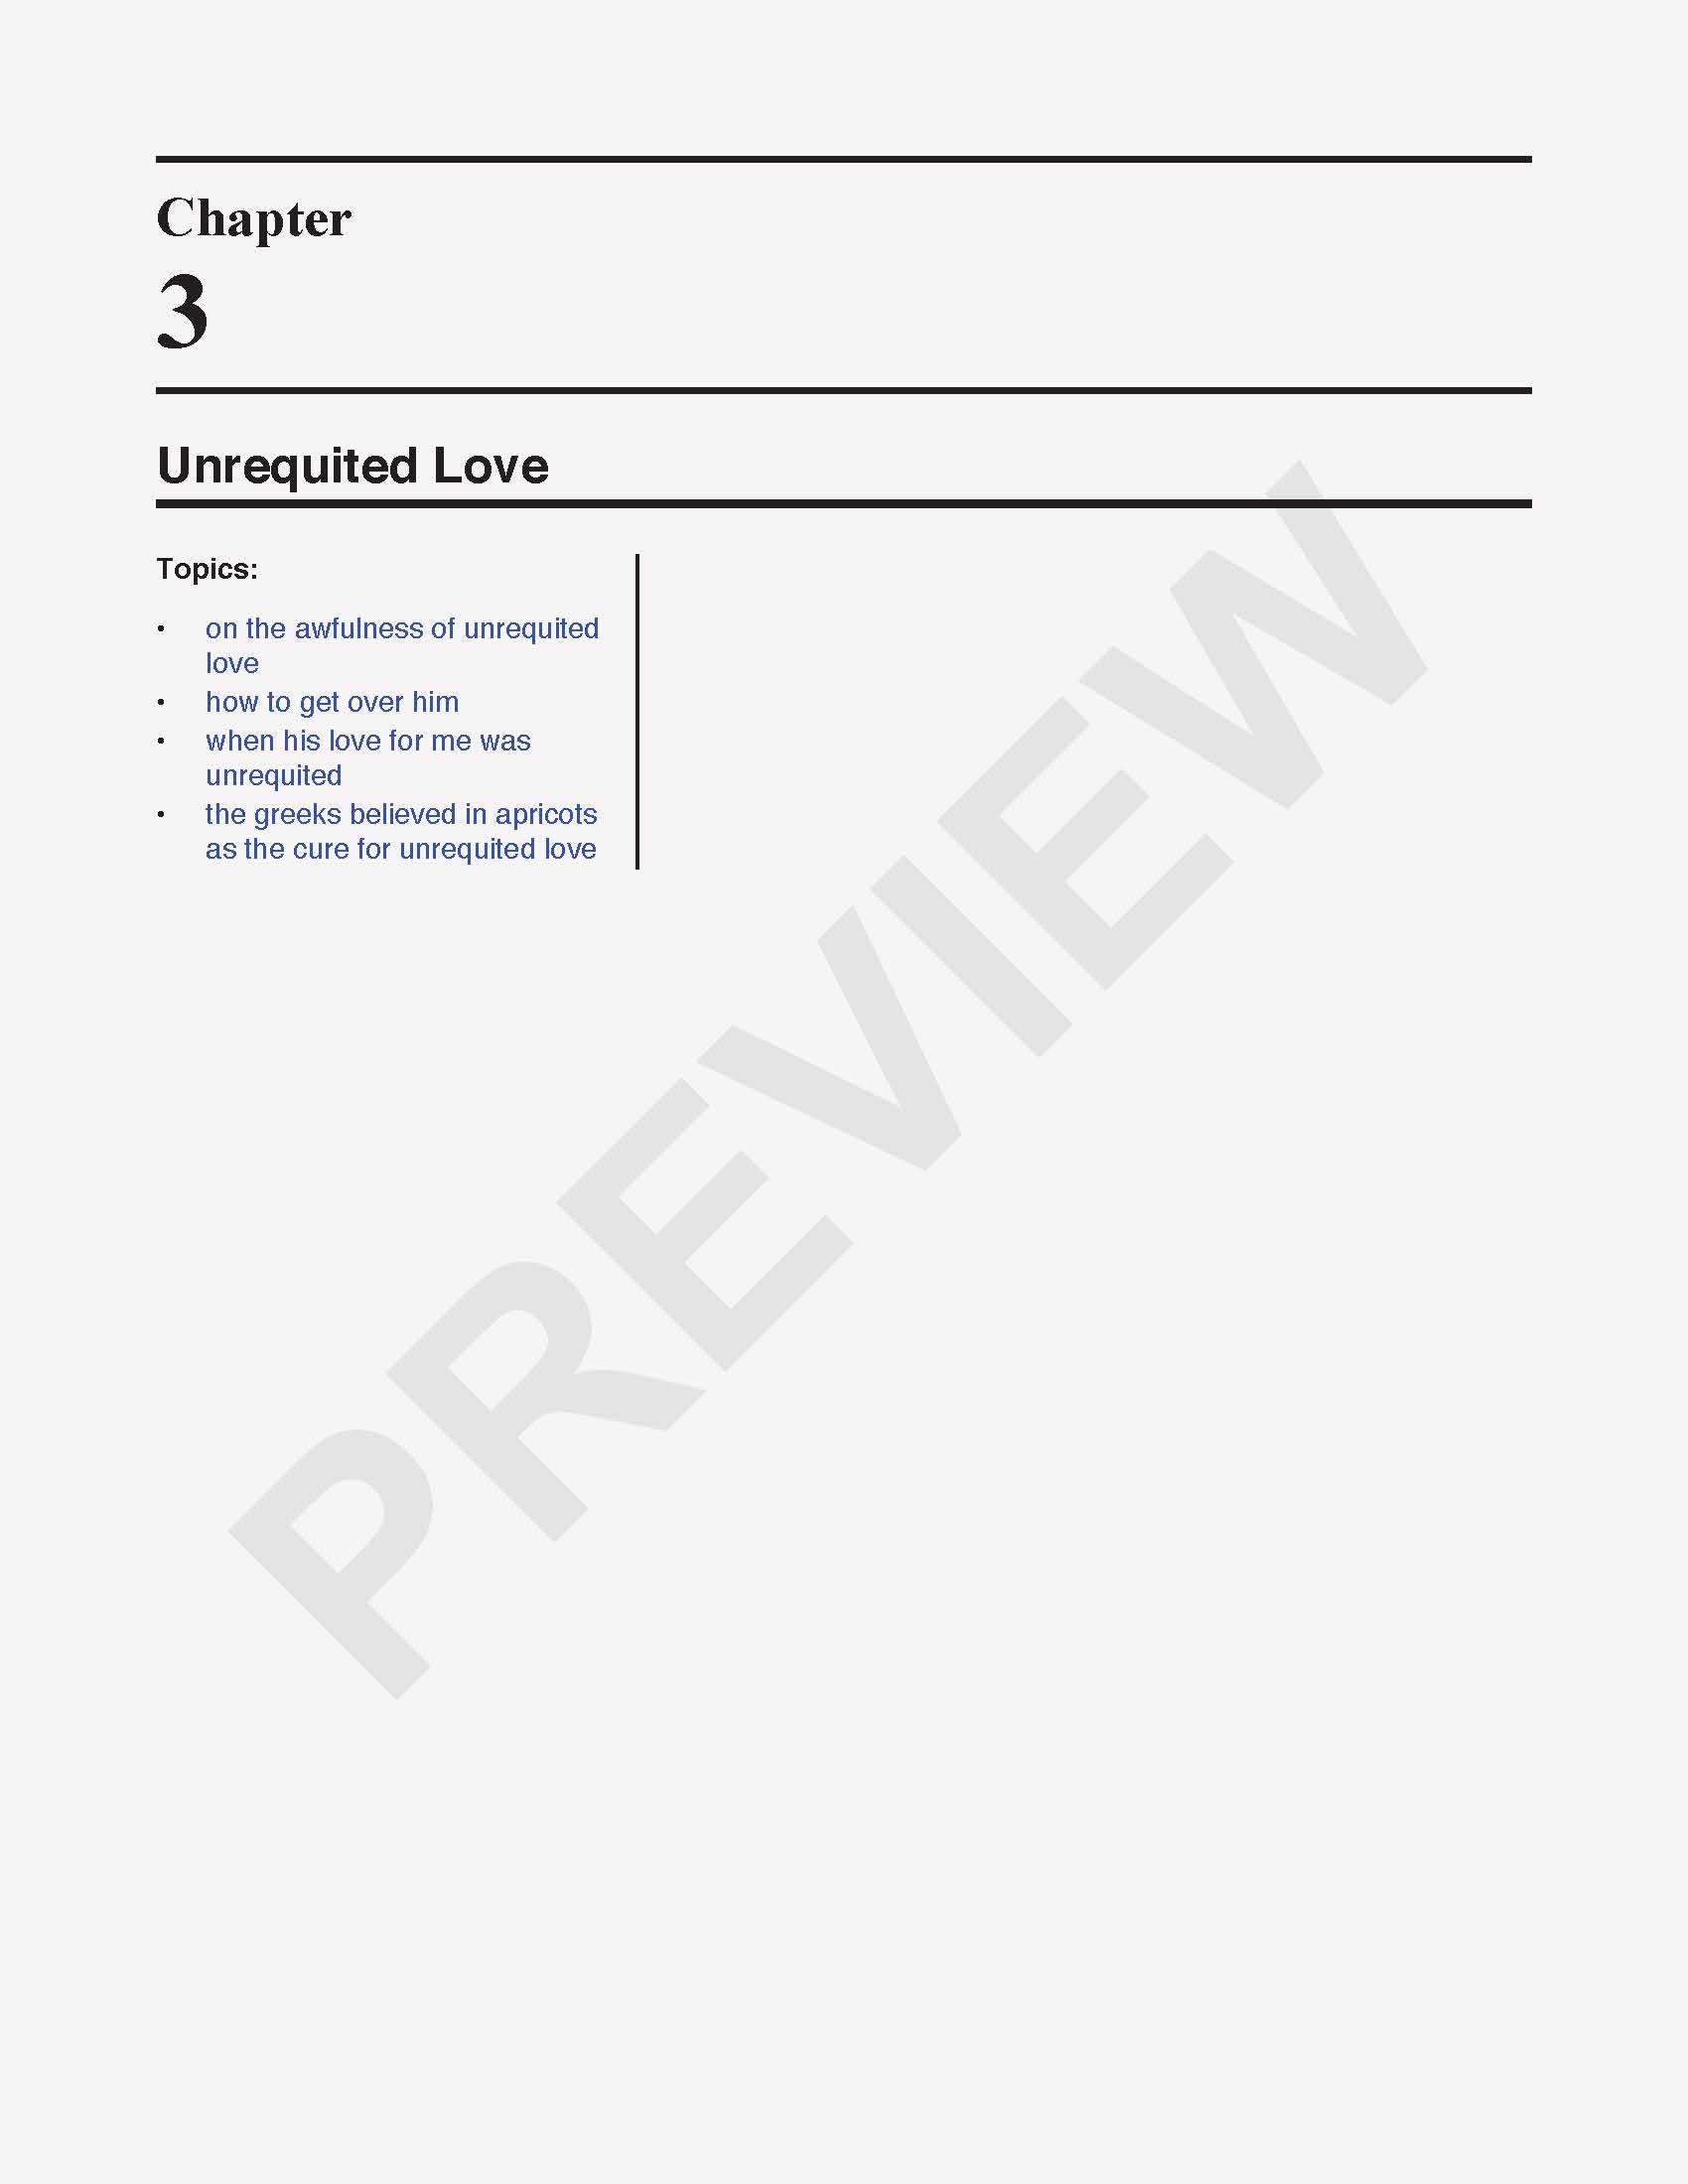 Chapter
3
Unrequited Love
Topics:
• on the awfulness of unrequited
love
• how to get over him
• when his love for me was
unrequited
• the greeks believed in apricots
as the cure for unrequited love
PREVIEW